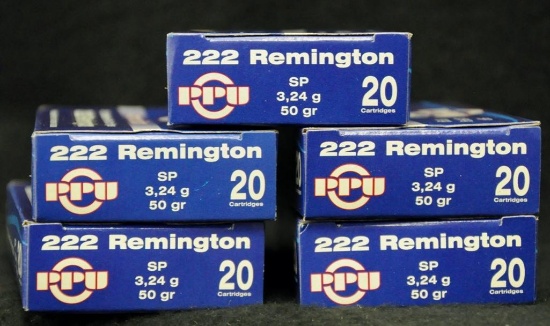 222 Remington
PPU
SP
3,24 g
50 gr
20
Cartridges
222 Remington
PPU
SP
3,24 g
50 gr
20
Cartridges
222 Remington
PPU
SP
3,24 g
50 gr
20
Cartridges
222 Remington
PPU
SP
3,24 g
50 gr
20
Cartridges
222 Remington
PPU
SP
3,24 g
50 gr
20
Cartridges